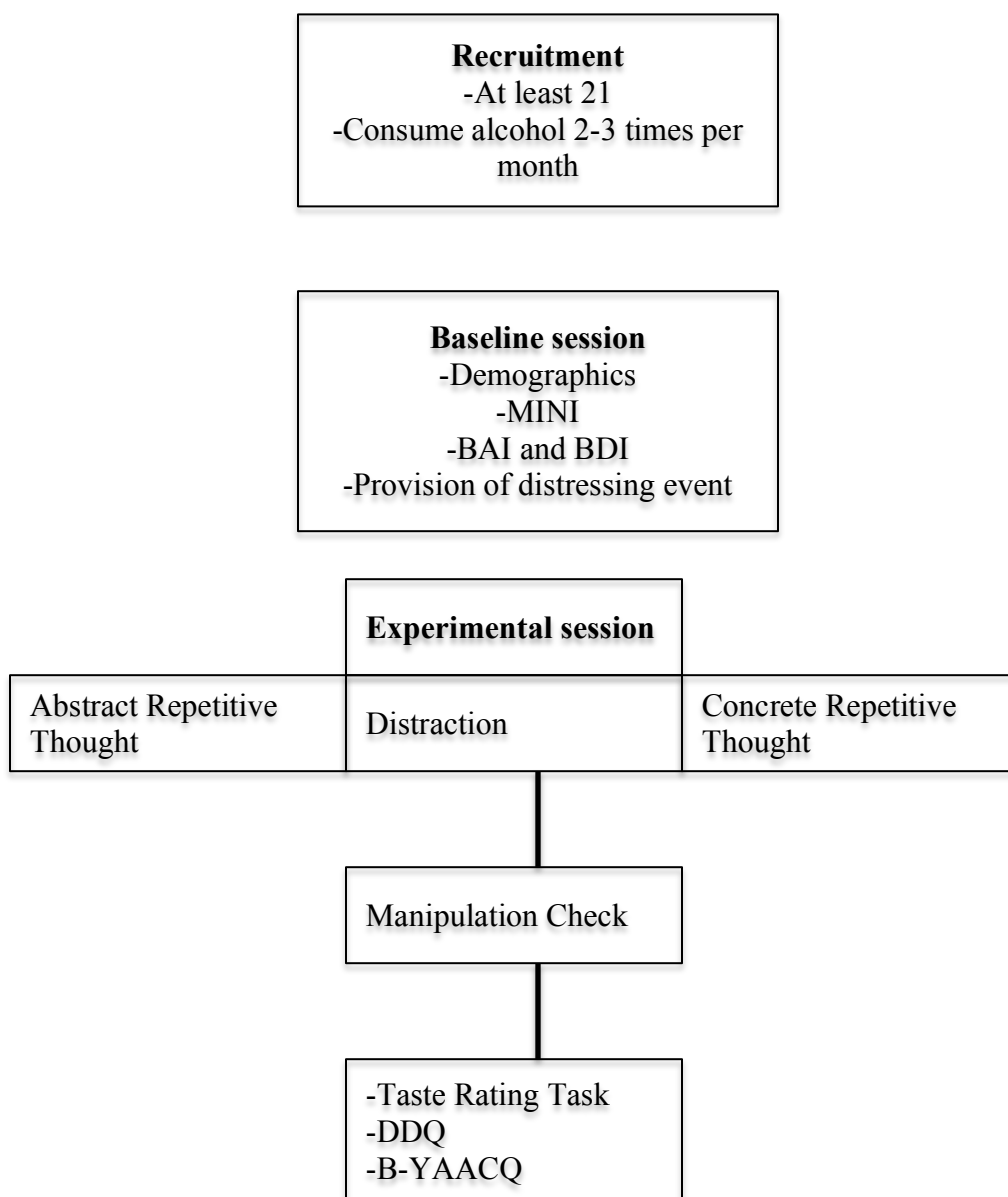 Recruitment
-At least 21
-Consume alcohol 2-3 times per
month
Baseline session
-Demographics
-MINI
-BAI and BDI
-Provision of distressing event
Experimental session
Abstract Repetitive
Thought
Distraction
Concrete Repetitive
Thought
Manipulation Check
-Taste Rating Task
-DDQ
-B-YAACQ